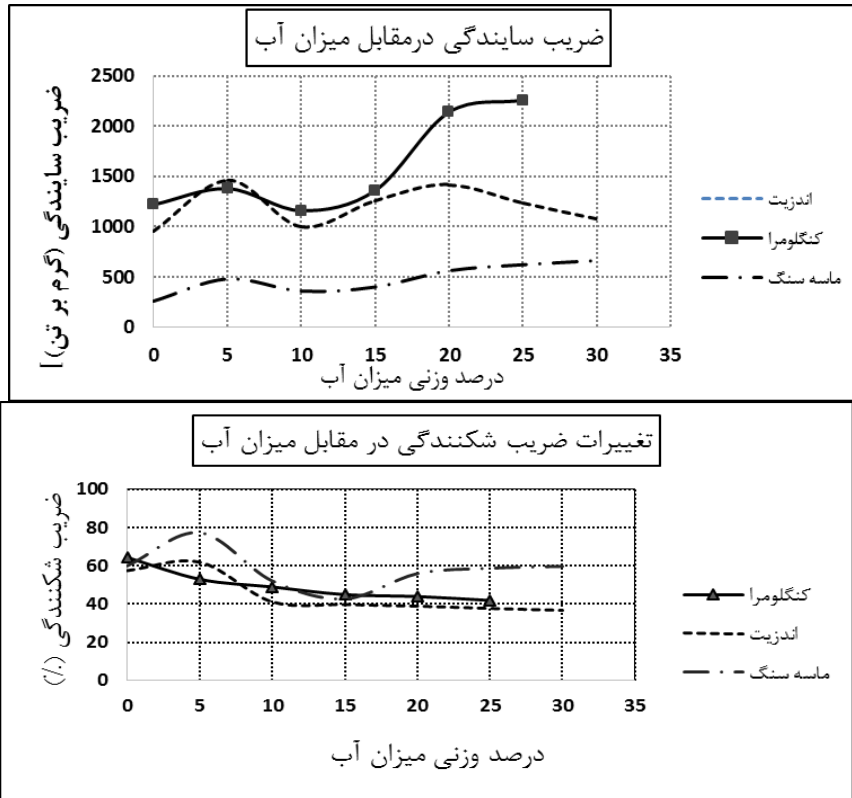 ضریب سایندگی درمقابل میزان آب
ضریب سایندگی (گرم بر تن)]
2500
2000
1500
1000
500
0
0 5 10 15 20 25 30 35
درصد وزنی میزان آب
اندزیت
کنگلومرا
ماسه سنگ
تغییرات ضریب شکنندگی در مقابل میزان آب
ضریب شکنندگی (٪)
100
80
60
40
20
0
0 5 10 15 20 25 30 35
درصد وزنی میزان آب
کنگلومرا
اندزیت
ماسه سنگ